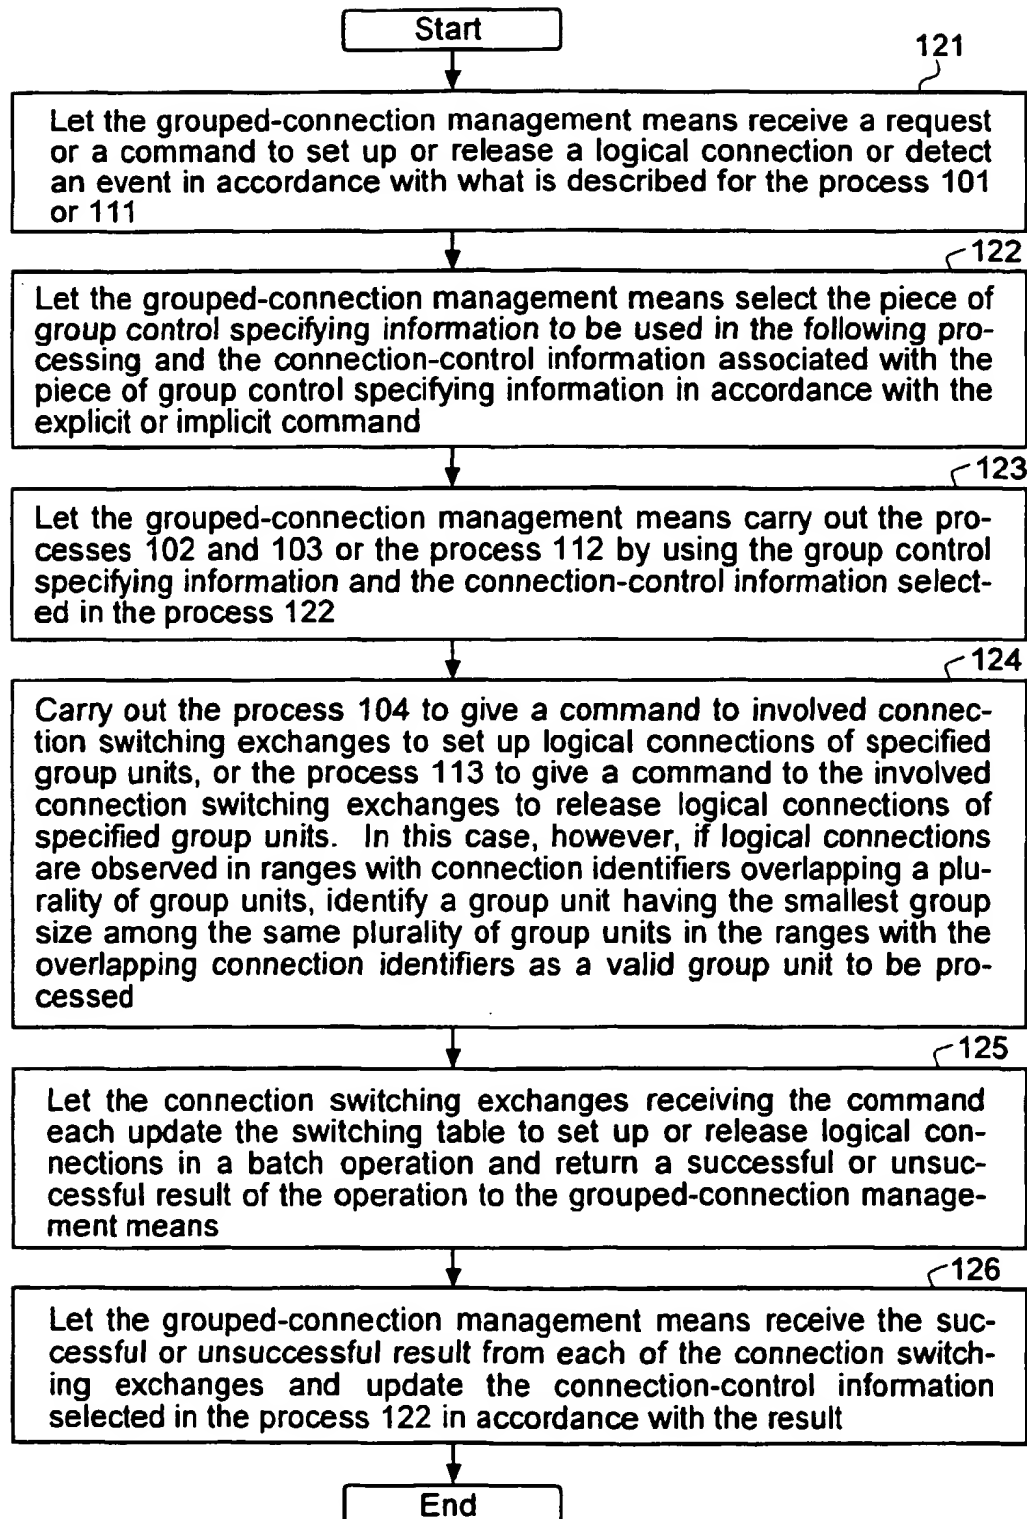 Start
121
Let the grouped-connection management means receive a request
or a command to set up or release a logical connection or detect
an event in accordance with what is described for the process 101
or 111
122
Let the grouped-connection management means select the piece of
group control specifying information to be used in the following pro-
cessing and the connection-control information associated with the
piece of group control specifying information in accordance with the
explicit or implicit command
123
Let the grouped-connection management means carry out the pro-
cesses 102 and 103 or the process 112 by using the group control
specifying information and the connection-control information select-
ed in the process 122
124
Carry out the process 104 to give a command to involved connec-
tion switching exchanges to set up logical connections of specified
group units, or the process 113 to give a command to the involved
connection switching exchanges to release logical connections of
specified group units. In this case, however, if logical connections
are observed in ranges with connection identifiers overlapping a plu-
rality of group units, identify a group unit having the smallest group
size among the same plurality of group units in the ranges with the
overlapping connection identifiers as a valid group unit to be pro-
cessed
125
Let the connection switching exchanges receiving the command
each update the switching table to set up or release logical con-
nections in a batch operation and return a successful or unsuc-
cessful result of the operation to the grouped-connection manage-
ment means
126
Let the grouped-connection management means receive the suc-
cessful or unsuccessful result from each of the connection switch-
ing exchanges and update the connection-control information
selected in the process 122 in accordance with the result
End